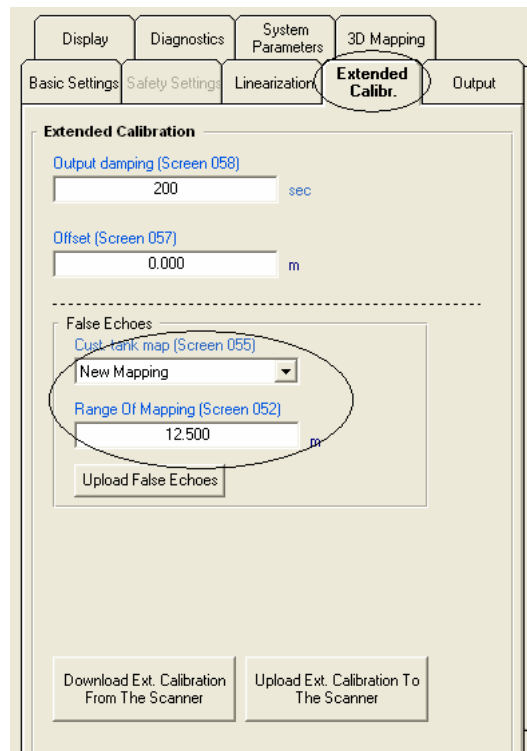 Display
Diagnostics
System
Parameters
3D Mapping
Basic Settings
Safety Settings
Linearization
Extended
Calibr.
Output
Extended Calibration
Output damping (Screen 058)
200
sec
Offset (Screen 057)
0.000
m
False Echoes
Cust. tank map (Screen 055)
New Mapping
Range Of Mapping (Screen 052)
12.500
m
Upload False Echoes
Download Ext. Calibration
From The Scanner
Upload Ext. Calibration To
The Scanner